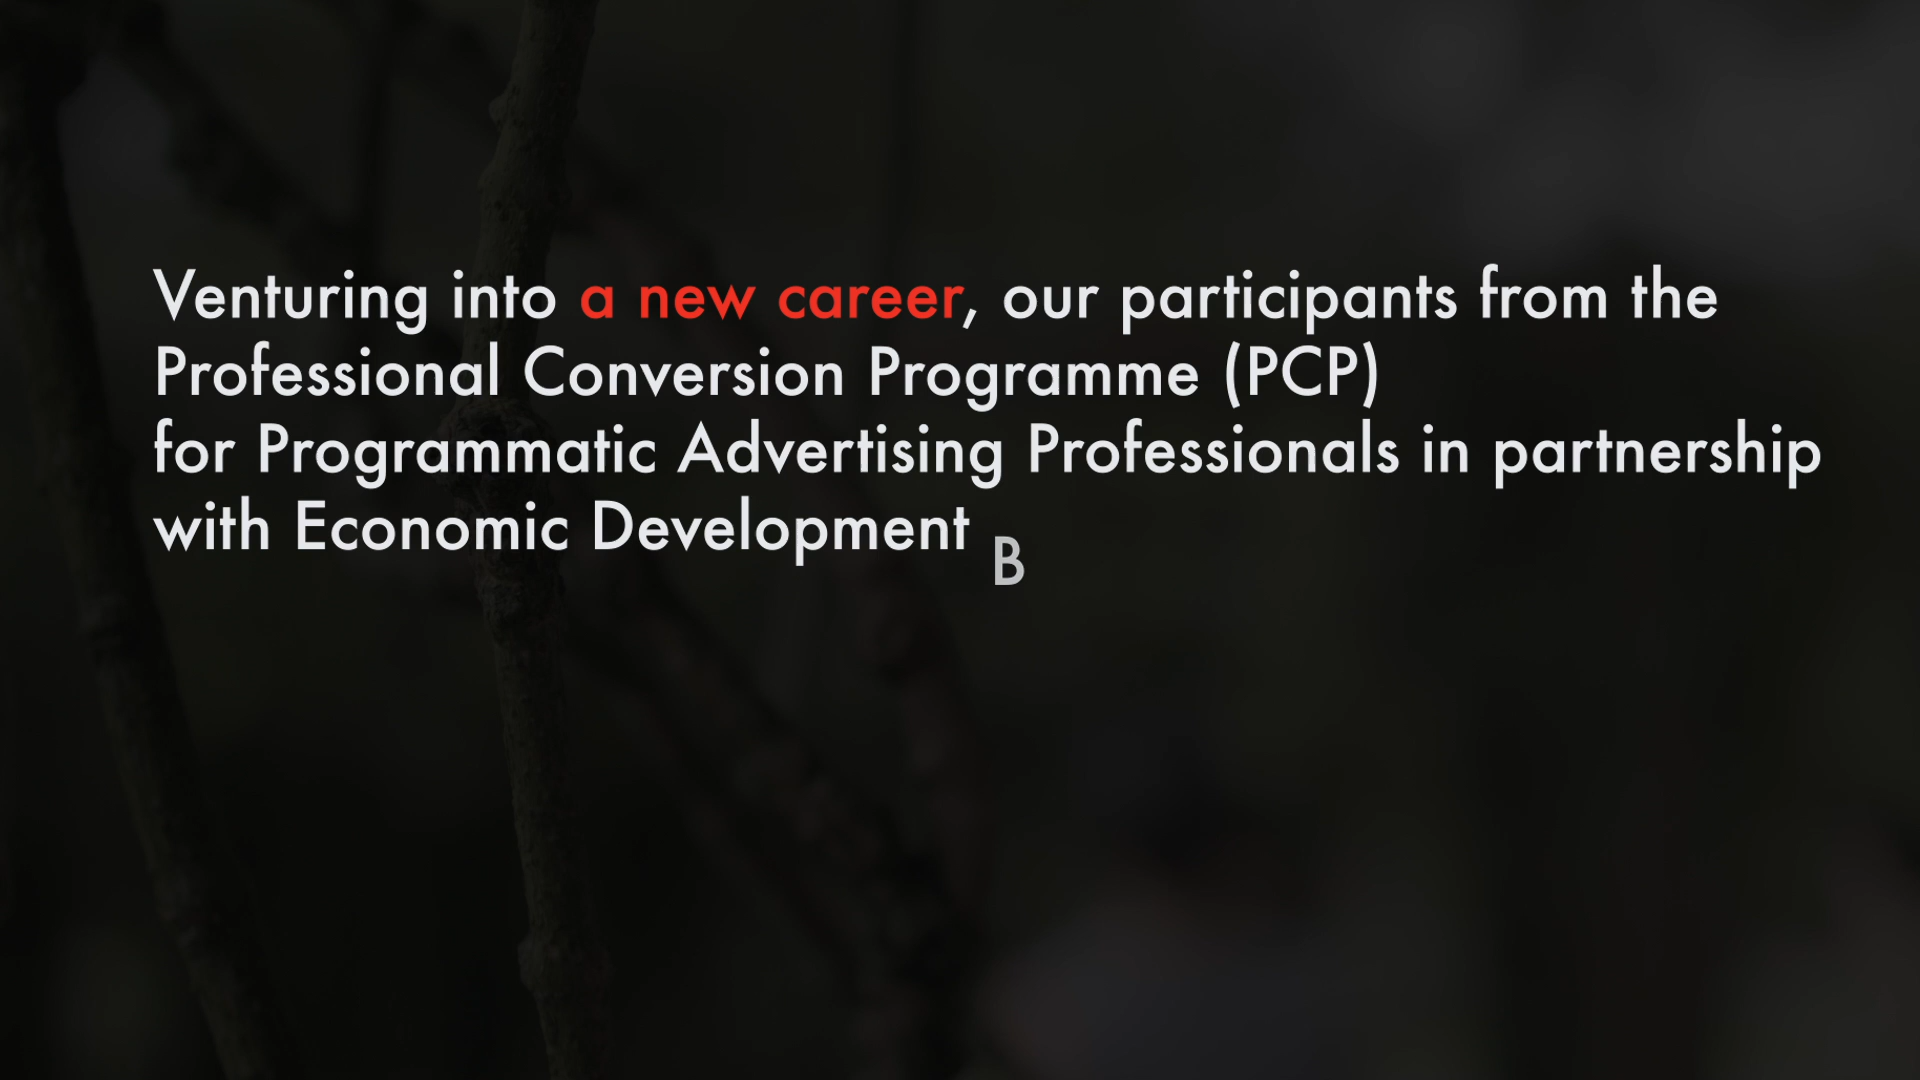 Venturing into a new career, our participants from the
Professional Conversion Programme (PCP)
for Programmatic Advertising Professionals in partnership
with Economic Development B